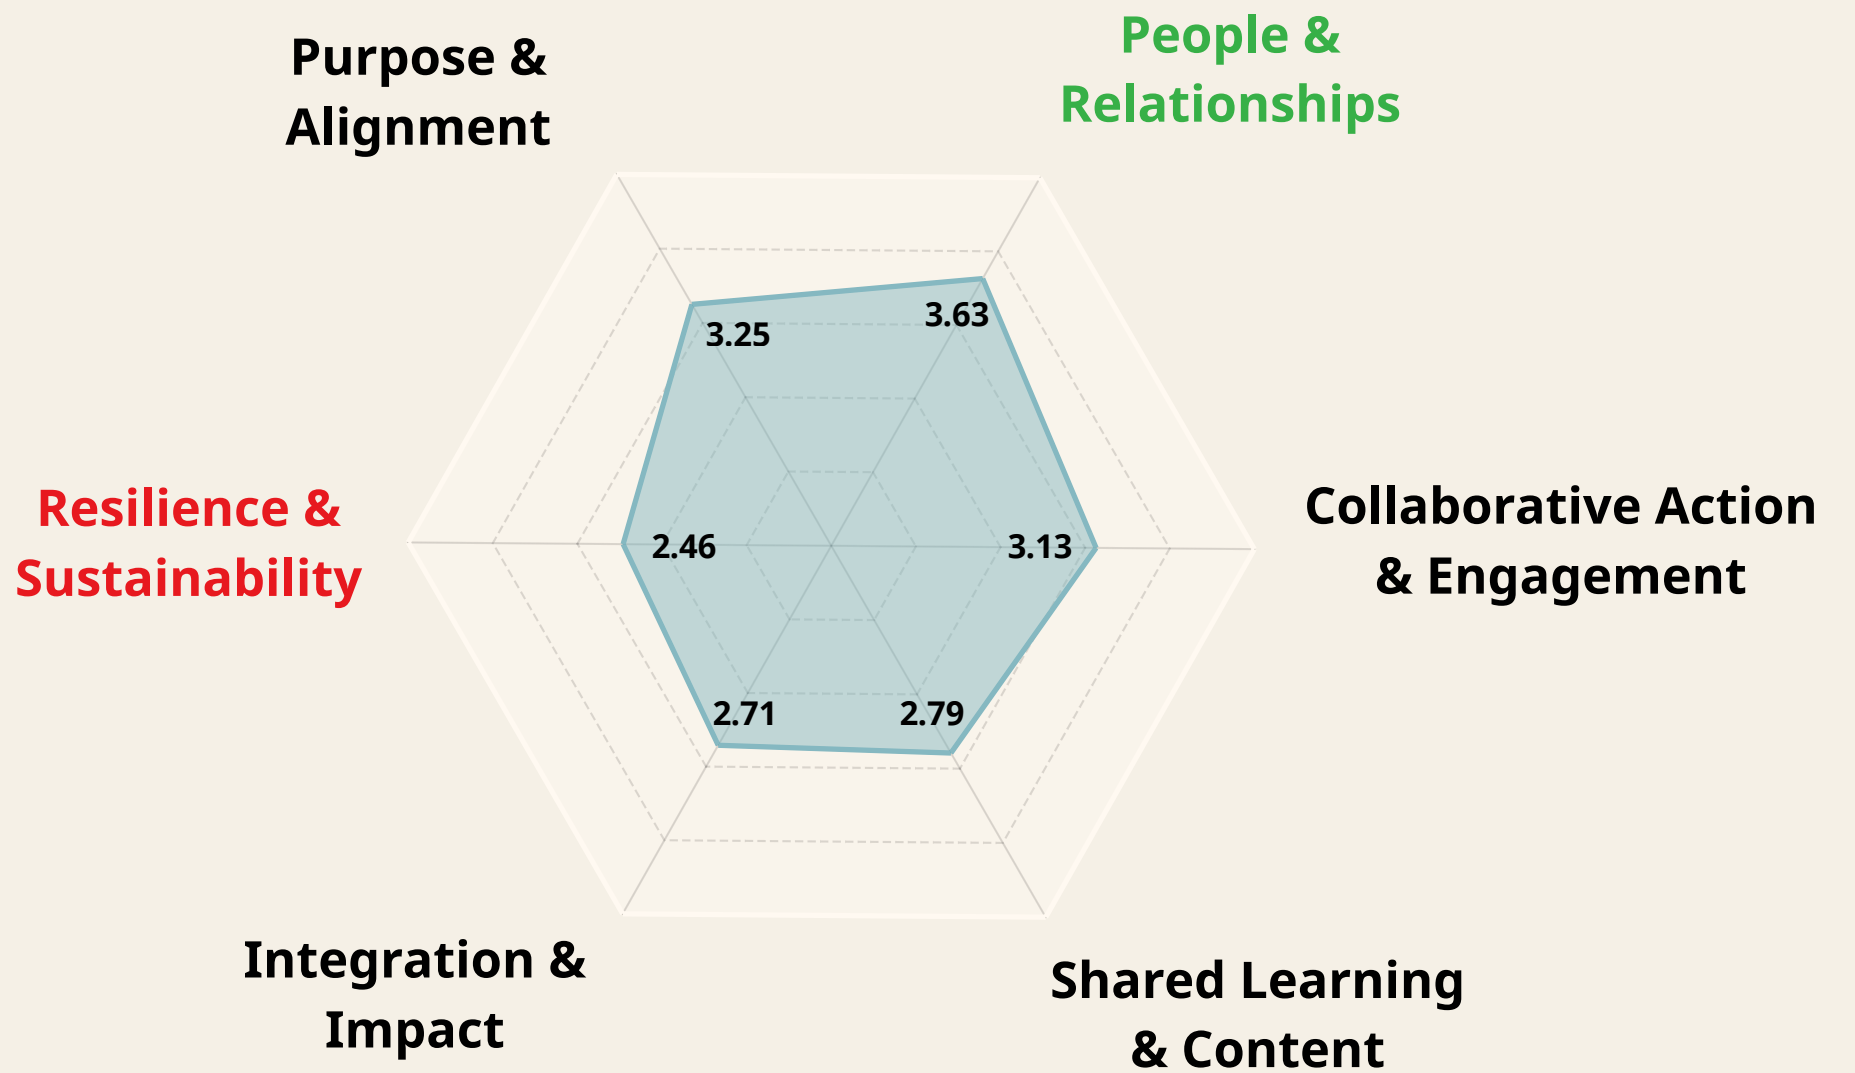 Purpose &
Alignment
People &
Relationships
3.25
3.63
Resilience &
Sustainability
2.46
3.13
Collaborative Action
& Engagement
2.71
2.79
Integration &
Impact
Shared Learning
& Content